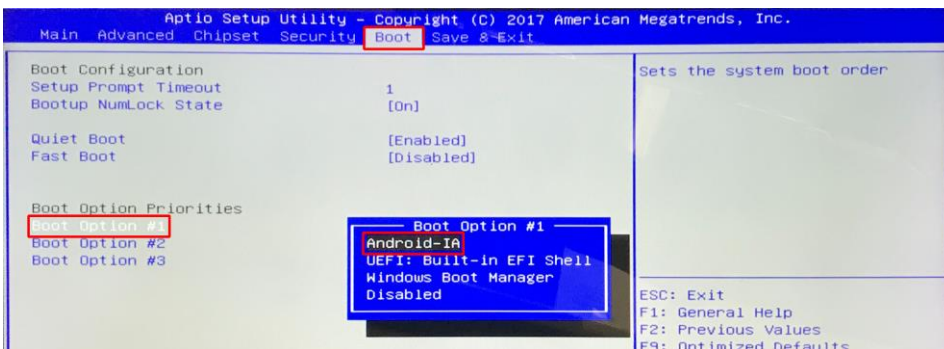 Aptio Setup Utility – Copyright (C) 2017 American Megatrends, Inc.
Main Advanced Chipset Security Boot Save & Exit
Boot Configuration
Setup Prompt Timeout 1
Bootup NumLock State [On]
Quiet Boot [Enabled]
Fast Boot [Disabled]
Boot Option Priorities
Boot Option #1
Boot Option #2
Boot Option #3
Boot Option #1
Android-IA
UEFI: Built-in EFI Shell
Windows Boot Manager
Disabled
Sets the system boot order
ESC: Exit
F1: General Help
F2: Previous Values
F9: Optimized Defaults